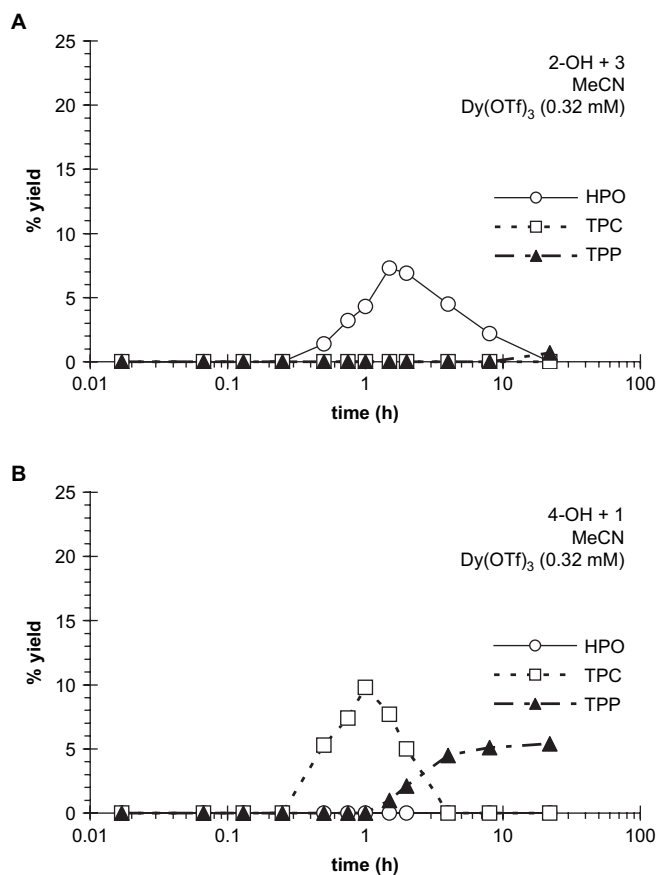 A
25
20
15
10
5
0
% yield
0.01 0.1 1 10 100
time (h)
2-OH + 3
MeCN
Dy(OTf)3 (0.32 mM)
HPO
TPC
TPP
B
25
20
15
10
5
0
% yield
0.01 0.1 1 10 100
time (h)
4-OH + 1
MeCN
Dy(OTf)3 (0.32 mM)
HPO
TPC
TPP